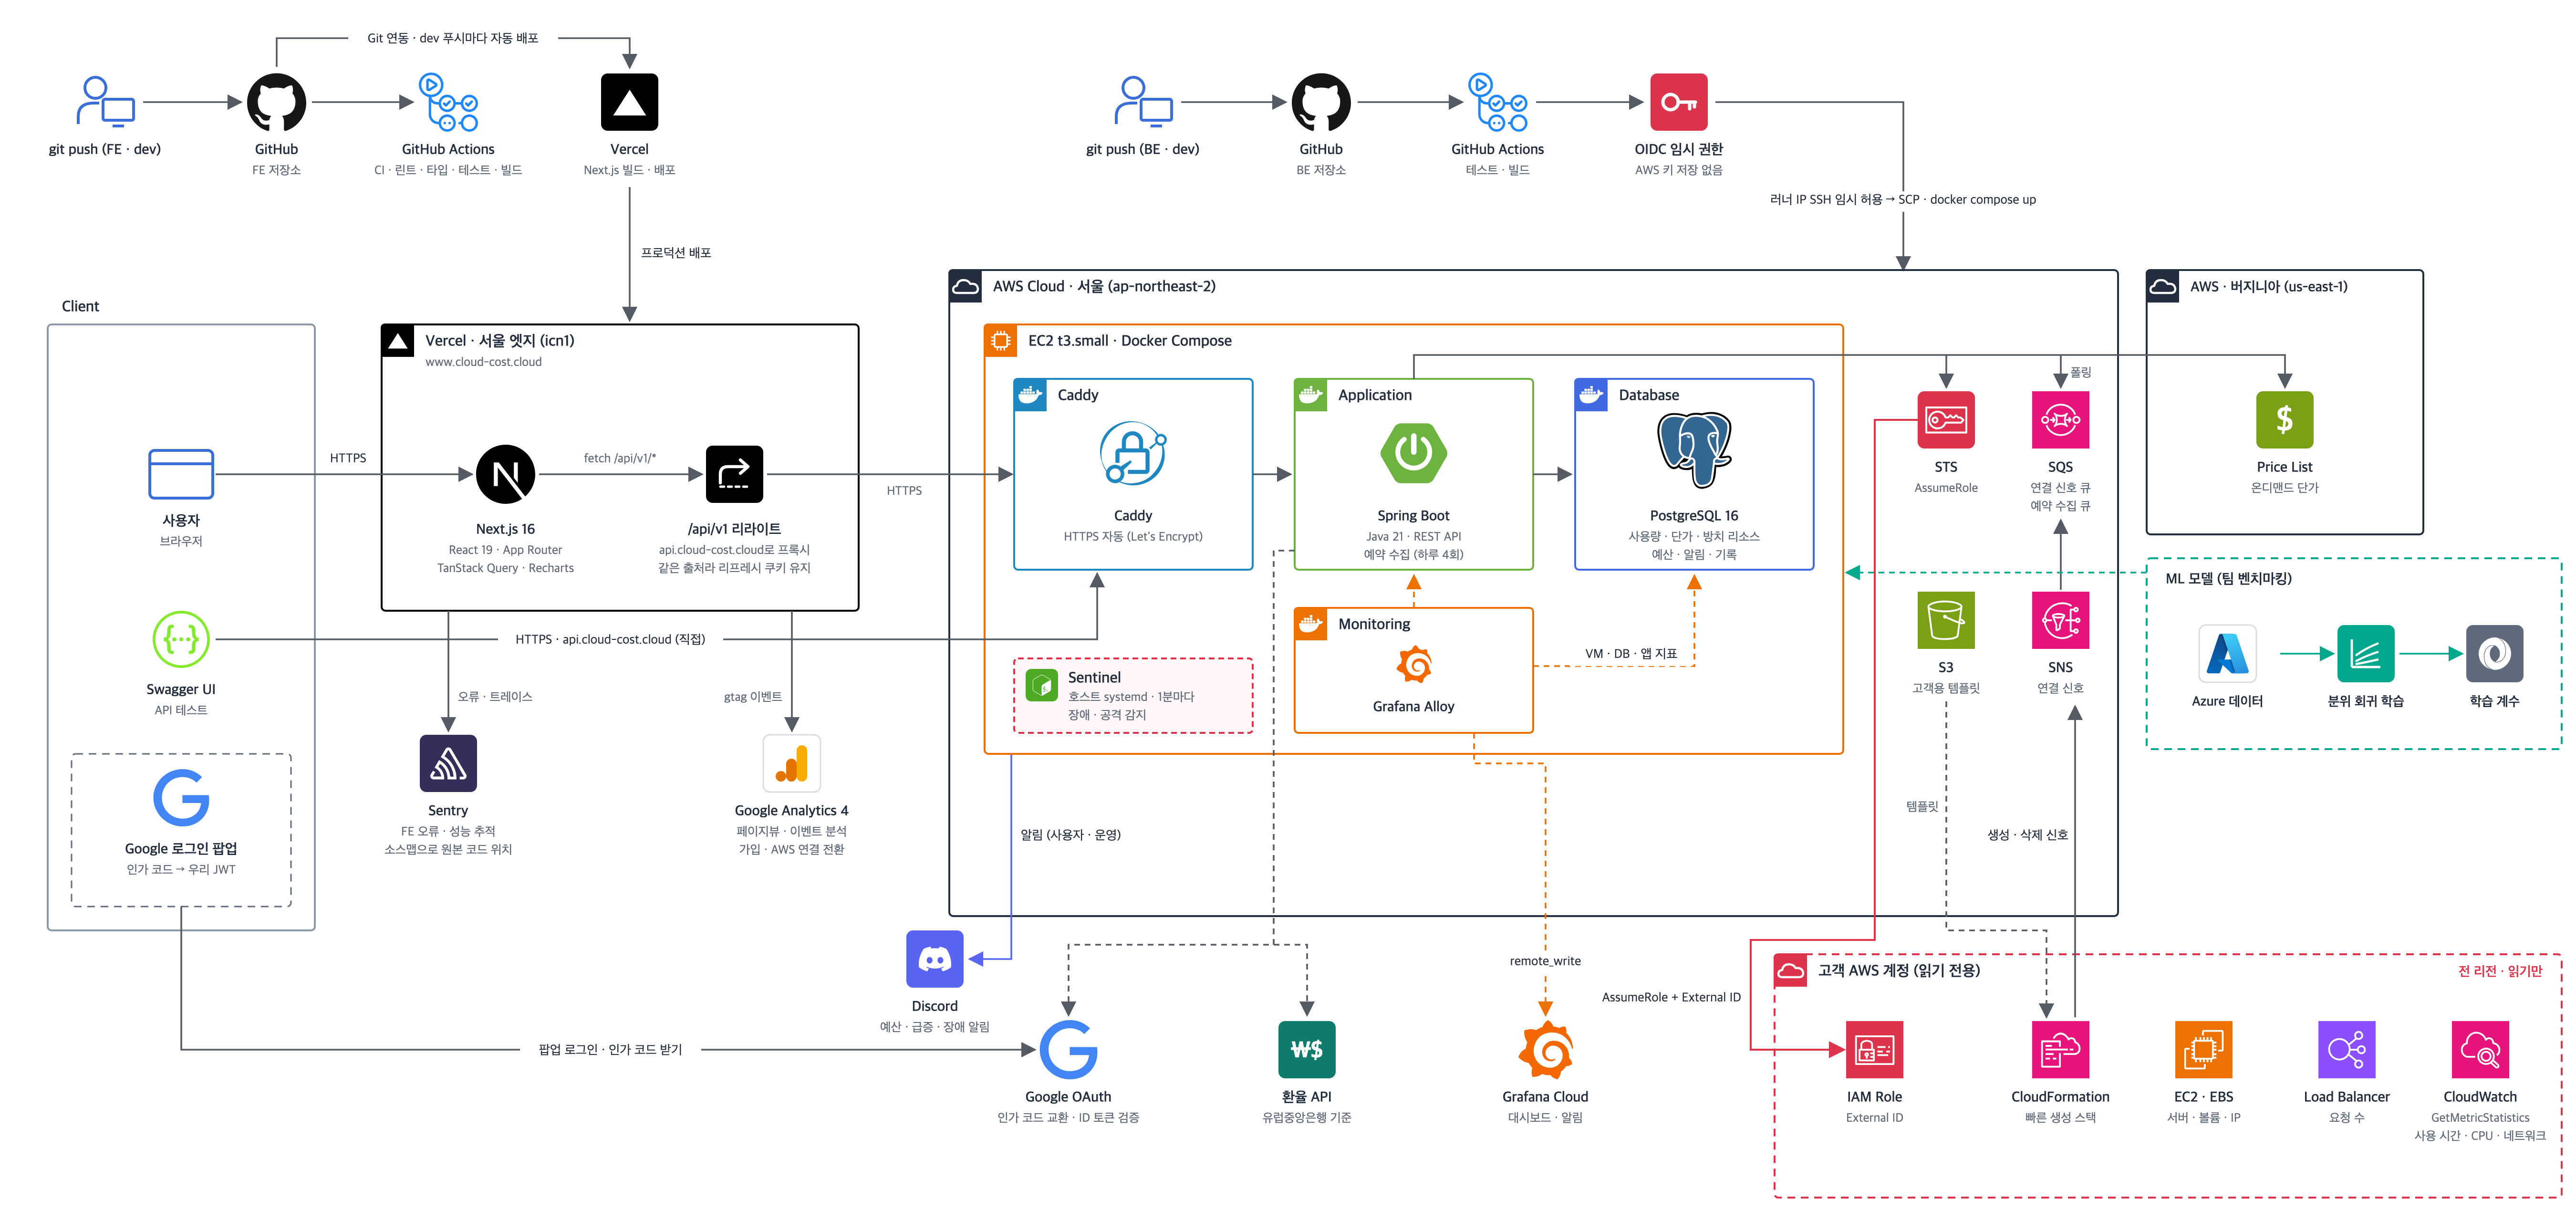 Git 연동 · dev 푸시마다 자동 배포
git push (FE · dev)
GitHub
FE 저장소
GitHub Actions
CI · 린트 · 타입 · 테스트 · 빌드
Vercel
Next.js 빌드 · 배포
프로덕션 배포
git push (BE · dev)
GitHub
BE 저장소
GitHub Actions
테스트 · 빌드
OIDC 임시 권한
AWS 키 저장 없음
러너 IP SSH 임시 허용 → SCP · docker compose up
Client
사용자
브라우저
HTTPS
Swagger UI
API 테스트
HTTPS · api.cloud-cost.cloud (직접)
Google 로그인 팝업
인가 코드 → 우리 JWT
팝업 로그인 · 인가 코드 받기
Vercel · 서울 엣지 (icn1)
www.cloud-cost.cloud
Next.js 16
React 19 · App Router
TanStack Query · Recharts
fetch /api/v1/*
/api/v1 리라이트
api.cloud-cost.cloud로 프록시
같은 출처라 리프레시 쿠키 유지
HTTPS
오류 · 트레이스
Sentry
FE 오류 · 성능 추적
소스맵으로 원본 코드 위치
gtag 이벤트
Google Analytics 4
페이지뷰 · 이벤트 분석
가입 · AWS 연결 전환
AWS Cloud · 서울 (ap-northeast-2)
EC2 t3.small · Docker Compose
Caddy
Caddy
HTTPS 자동 (Let's Encrypt)
Application
Spring Boot
Java 21 · REST API
예약 수집 (하루 4회)
Database
PostgreSQL 16
사용량 · 단가 · 방치 리소스
예산 · 알림 · 기록
Sentinel
호스트 systemd · 1분마다
장애 · 공격 감지
Monitoring
Grafana Alloy
VM · DB · 앱 지표
STS
AssumeRole
폴링
SQS
연결 신호 큐
예약 수집 큐
S3
고객용 템플릿
SNS
연결 신호
템플릿
생성 · 삭제 신호
알림 (사용자 · 운영)
AWS · 버지니아 (us-east-1)
$
Price List
온디맨드 단가
ML 모델 (팀 벤치마킹)
Azure 데이터
분위 회귀 학습
학습 계수
Discord
예산 · 급증 · 장애 알림
Google OAuth
인가 코드 교환 · ID 토큰 검증
₩$
환율 API
유럽중앙은행 기준
remote_write
Grafana Cloud
대시보드 · 알림
AssumeRole + External ID
고객 AWS 계정 (읽기 전용)
전 리전 · 읽기만
IAM Role
External ID
CloudFormation
빠른 생성 스택
EC2 · EBS
서버 · 볼륨 · IP
Load Balancer
요청 수
CloudWatch
GetMetricStatistics
사용 시간 · CPU · 네트워크